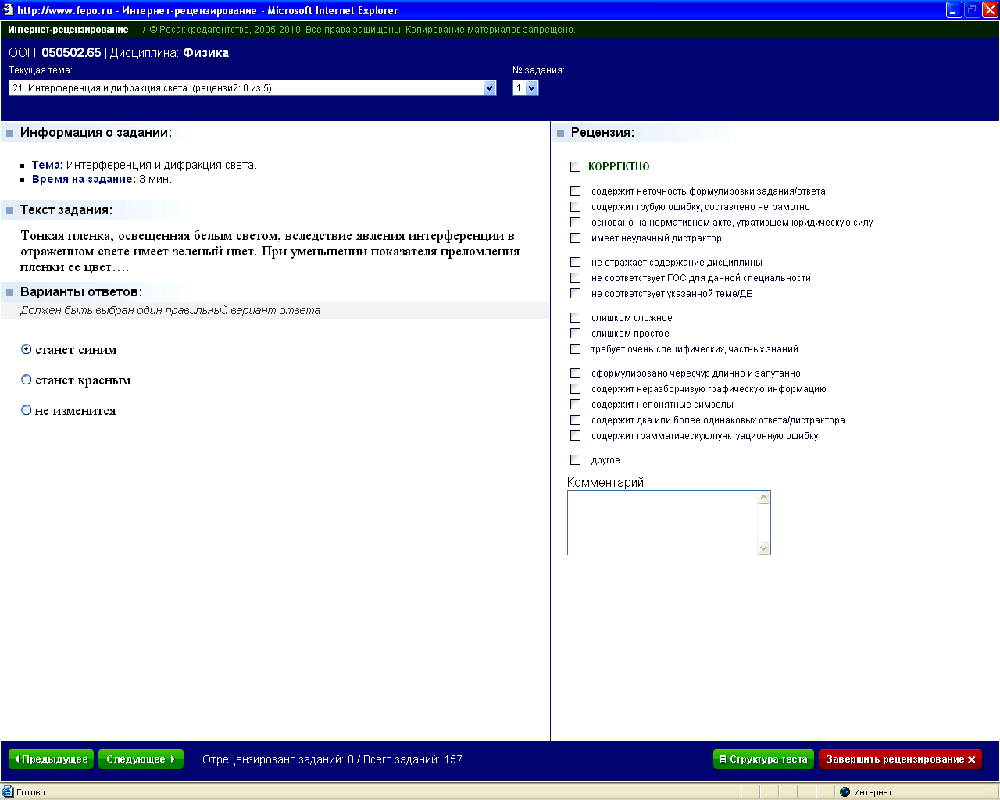 http://www.fepo.ru - Интернет-рецензирование - Microsoft Internet Explorer
Интернет-рецензирование / © Росаккредагентство, 2005-2010. Все права защищены. Копирование материалов запрещено.
ООП: 050502.65 | Дисциплина: Физика
Текущая тема: № задания:
21. Интерференция и дифракция света (рецензий: 0 из 5) 1
Информация о задании:
Тема: Интерференция и дифракция света.
Время на задание: 3 мин.
Текст задания:
Тонкая пленка, освещенная белым светом, вследствие явления интерференции в
отраженном свете имеет зеленый цвет. При уменьшении показателя преломления
пленки ее цвет….
Варианты ответов:
Должен быть выбран один правильный вариант ответа
станет синим
станет красным
не изменится
Рецензия:
КОРРЕКТНО
содержит неточность формулировки задания/ответа
содержит грубую ошибку; составлено неграмотно
основано на нормативном акте, утратившем юридическую силу
имеет неудачный дистрактор
не отражает содержание дисциплины
не соответствует ГОС для данной специальности
не соответствует указанной теме/ДЕ
слишком сложное
слишком простое
требует очень специфических, частных знаний
сформулировано чересчур длинно и запутанно
содержит неразборчивую графическую информацию
содержит непонятные символы
содержит два или более одинаковых ответа/дистрактора
содержит грамматическую/пунктуационную ошибку
другое
Комментарий:
Предыдущее Следующее Отрецензировано заданий: 0 / Всего заданий: 157 Структура теста Завершить рецензирование
Готово Интернет